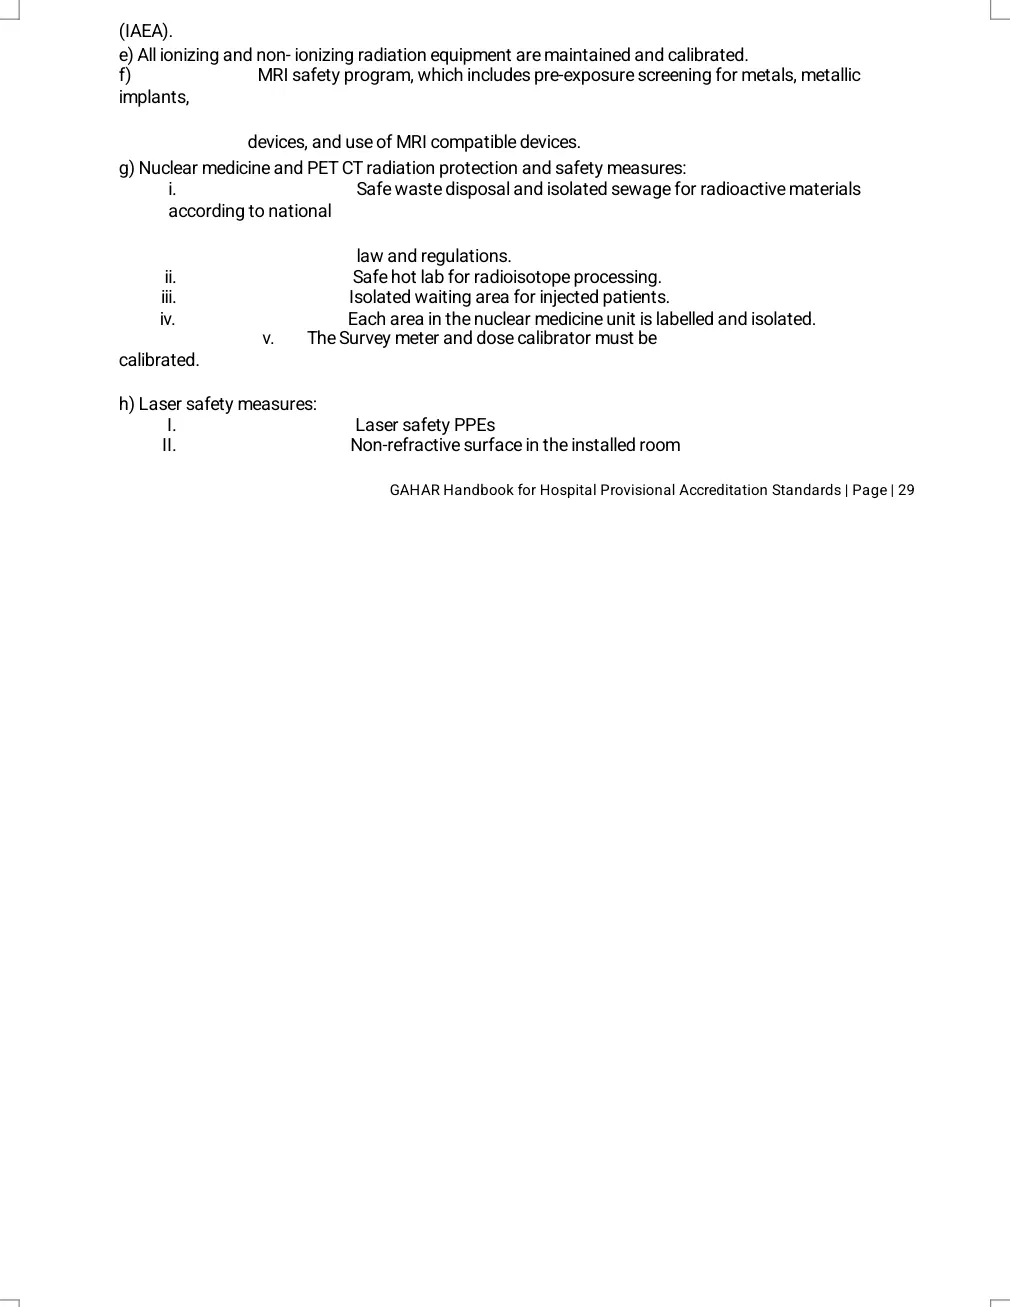 (IAEA).
e) All ionizing and non- ionizing radiation equipment are maintained and calibrated.
f) MRI safety program, which includes pre-exposure screening for metals, metallic
implants,
devices, and use of MRI compatible devices.
g) Nuclear medicine and PET CT radiation protection and safety measures:
i. Safe waste disposal and isolated sewage for radioactive materials
according to national
law and regulations.
ii. Safe hot lab for radioisotope processing.
iii. Isolated waiting area for injected patients.
iv. Each area in the nuclear medicine unit is labelled and isolated.
v. The Survey meter and dose calibrator must be
calibrated.
h) Laser safety measures:
I. Laser safety PPEs
II. Non-refractive surface in the installed room
GAHAR Handbook for Hospital Provisional Accreditation Standards | Page | 29